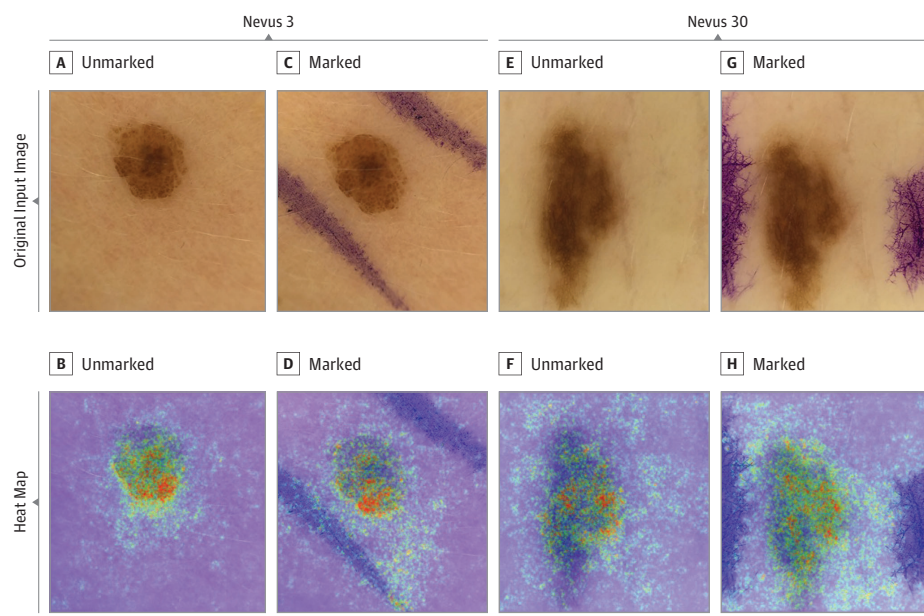 Nevus 3
Nevus 30
A Unmarked
C Marked
E Unmarked
G Marked
Original Input Image
B Unmarked
D Marked
F Unmarked
H Marked
Heat Map